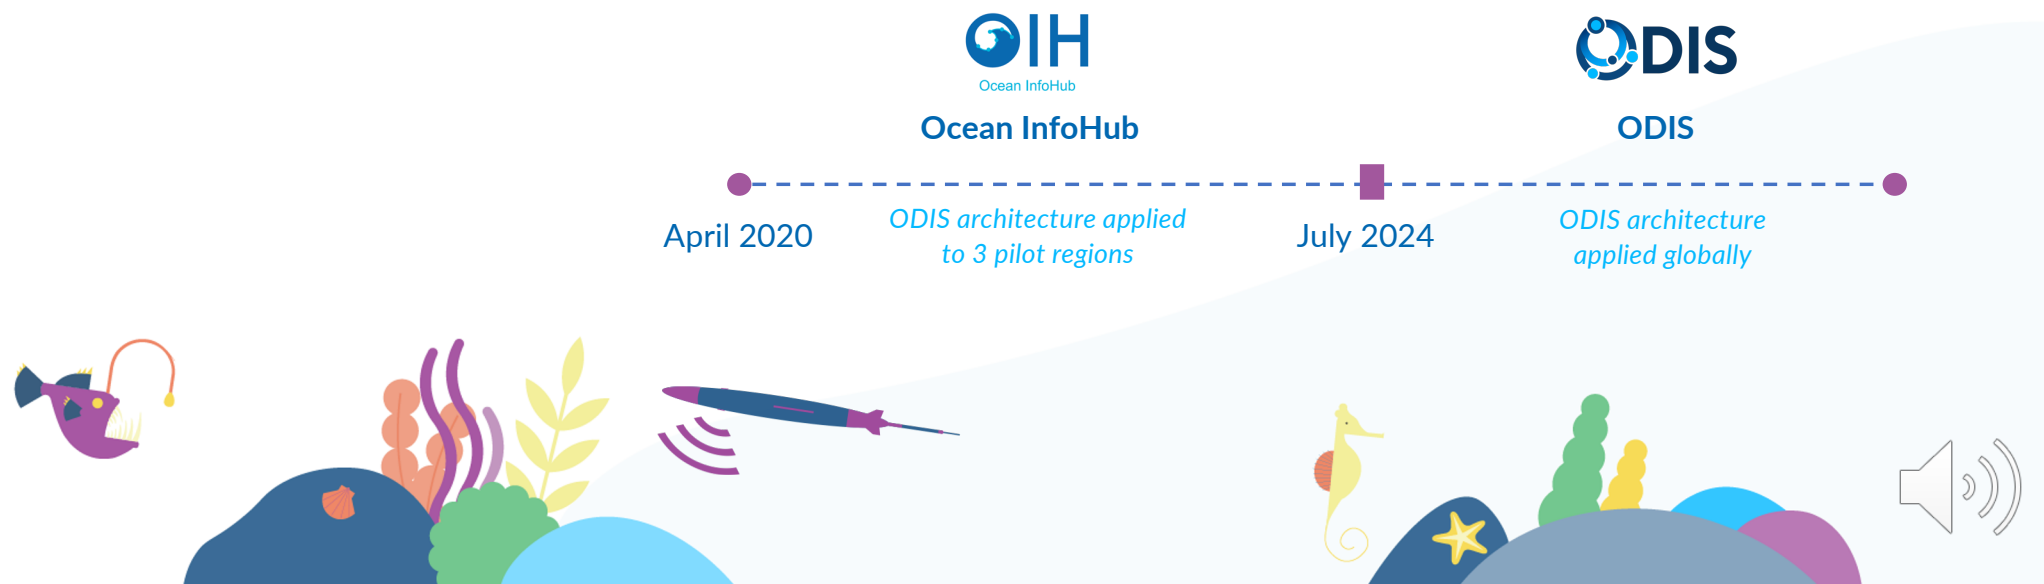 OIH
Ocean InfoHub
ODIS
Ocean InfoHub
ODIS
April 2020
ODIS architecture applied
to 3 pilot regions
July 2024
ODIS architecture
applied globally